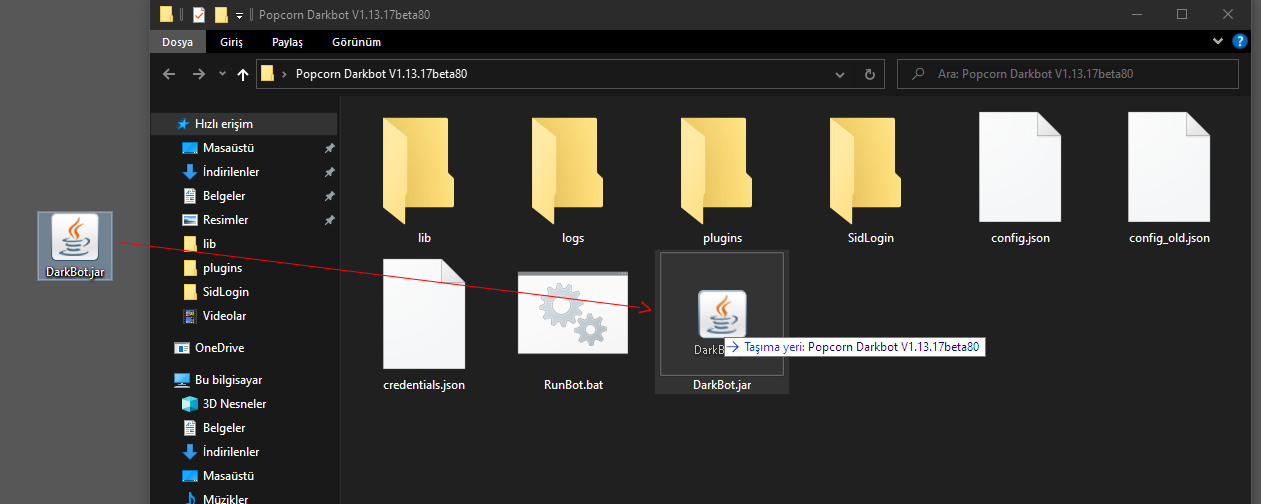 Popcorn Darkbot V1.13.17beta80
Dosya Giriş Paylaş Görünüm
Popcorn Darkbot V1.13.17beta80
Ara: Popcorn Darkbot V1.13.17beta80
Hızlı erişim
Masaüstü
İndirilenler
Belgeler
Resimler
lib
plugins
SidLogin
Videolar
OneDrive
Bu bilgisayar
3D Nesneler
Belgeler
İndirilenler
Masaüstü
Müzikler
DarkBot.jar
lib
logs
plugins
SidLogin
config.json
config_old.json
credentials.json
RunBot.bat
DarkBot.jar
Taşıma yeri: Popcorn Darkbot V1.13.17beta80